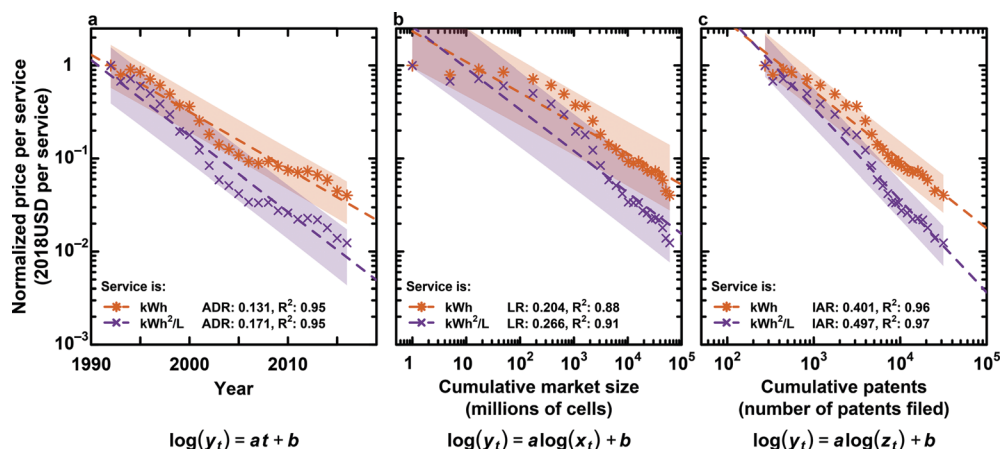 a
b
c
Normalized price per service
(2018USD per service)
1
10⁻¹
10⁻²
10⁻³
Service is:
kWh ADR: 0.131, R²: 0.95
kWh²/L ADR: 0.171, R²: 0.95
1990 2000 2010
Year
log(yₜ) = at + b
Service is:
kWh LR: 0.204, R²: 0.88
kWh²/L LR: 0.266, R²: 0.91
1 10 10² 10³ 10⁴ 10⁵
Cumulative market size
(millions of cells)
log(yₜ) = alog(xₜ) + b
Service is:
kWh IAR: 0.401, R²: 0.96
kWh²/L IAR: 0.497, R²: 0.97
10² 10³ 10⁴ 10⁵
Cumulative patents
(number of patents filed)
log(yₜ) = alog(zₜ) + b